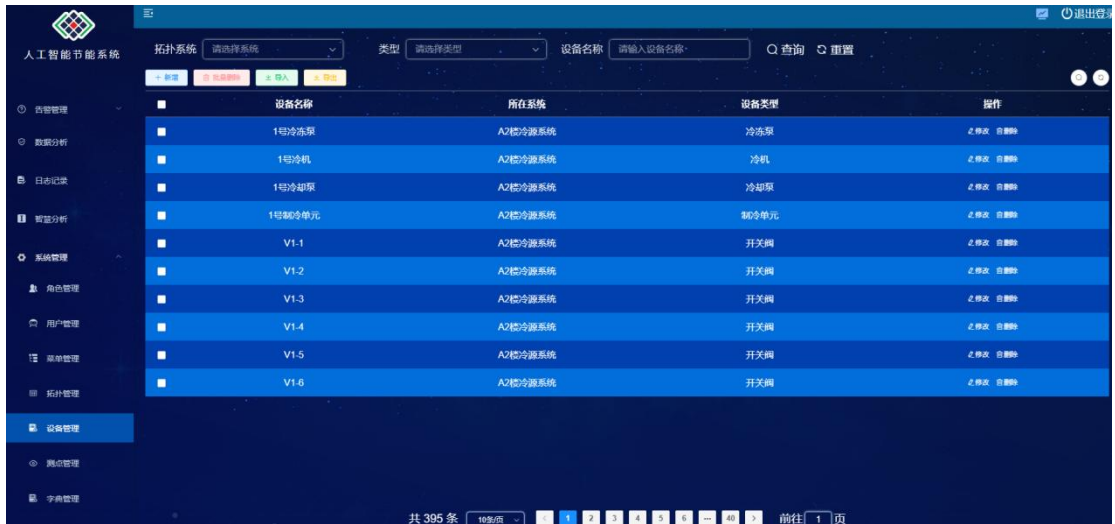 退出登录
人工智能节能系统
拓扑系统 请选择系统 类型 请选择类型 设备名称 请输入设备名称 查询 重置
+ 新增 批量删除 导入 导出
设备名称 所在系统 设备类型 操作
1号冷冻泵 A2楼冷源系统 冷冻泵 修改 删除
1号冷机 A2楼冷源系统 冷机 修改 删除
1号冷却泵 A2楼冷源系统 冷却泵 修改 删除
1号制冷单元 A2楼冷源系统 制冷单元 修改 删除
V1-1 A2楼冷源系统 开关阀 修改 删除
V1-2 A2楼冷源系统 开关阀 修改 删除
V1-3 A2楼冷源系统 开关阀 修改 删除
V1-4 A2楼冷源系统 开关阀 修改 删除
V1-5 A2楼冷源系统 开关阀 修改 删除
V1-6 A2楼冷源系统 开关阀 修改 删除
告警管理
数据分析
日志记录
智慧分析
系统管理
角色管理
用户管理
菜单管理
拓扑管理
设备管理
测点管理
字典管理
共 395 条 10条/页 < 1 2 3 4 5 6 ··· 40 > 前往 1 页